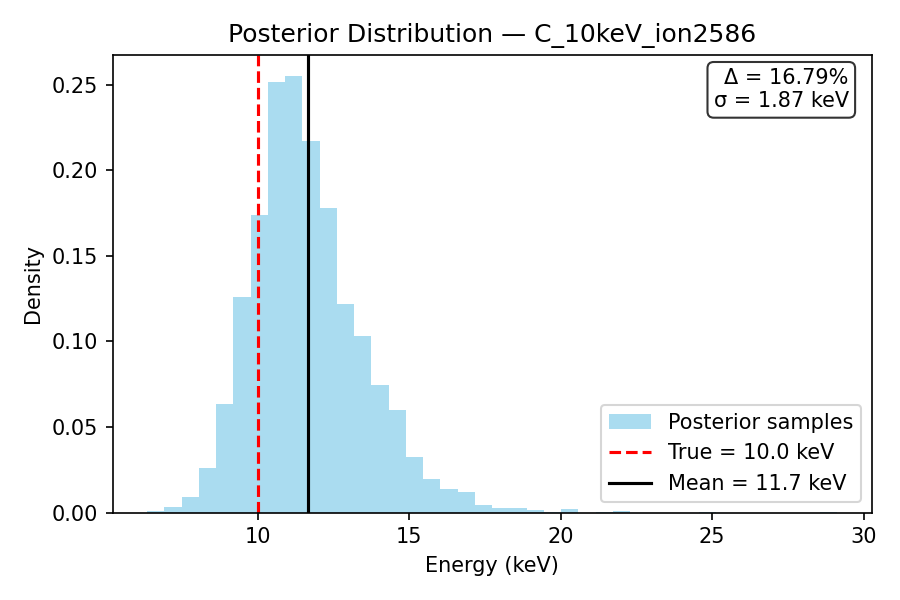 Posterior Distribution — C_10keV_ion2586
Δ = 16.79%
σ = 1.87 keV
0.25
0.20
0.15
0.10
0.05
0.00
Density
Posterior samples
True = 10.0 keV
Mean = 11.7 keV
10 15 20 25 30
Energy (keV)